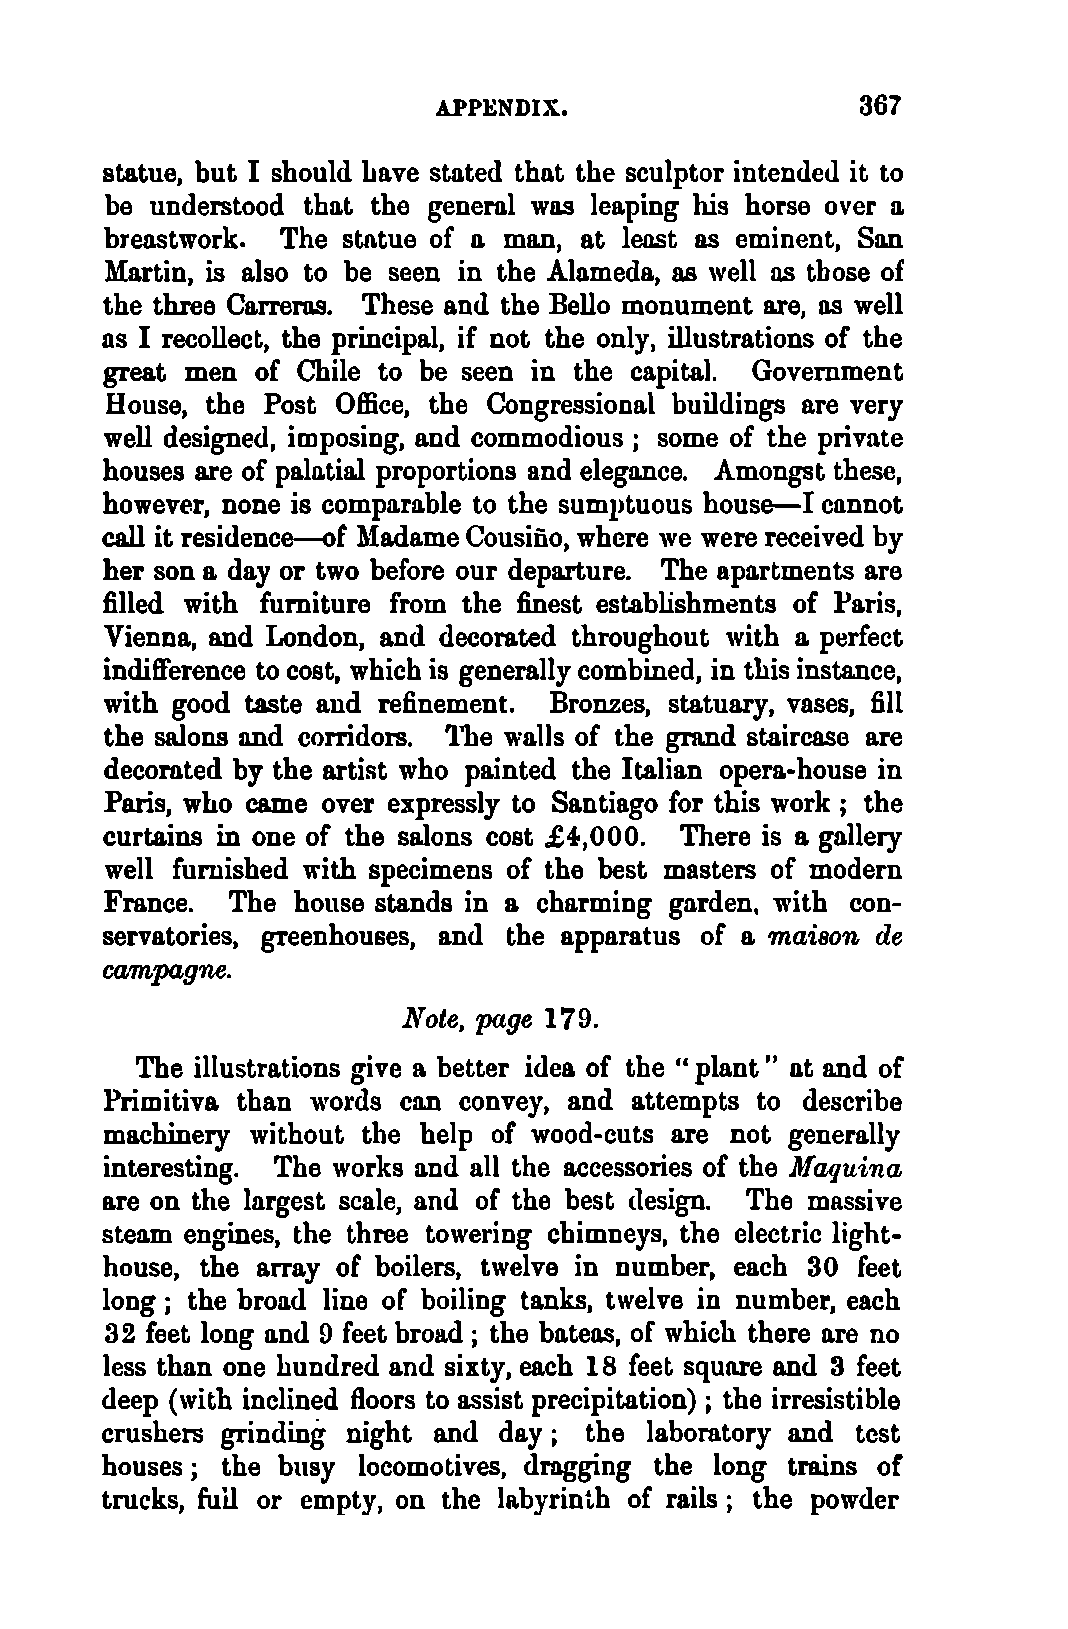 APPENDIX. 367
statue, but I should have stated that the sculptor intended it to
be understood that the general was leaping his horse over a
breastwork. The statue of a man, at least as eminent, San
Martin, is also to be seen in the Alameda, as well as those of
the three Carreras. These and the Bello monument are, as well
as I recollect, the principal, if not the only, illustrations of the
great men of Chile to be seen in the capital. Government
House, the Post Office, the Congressional buildings are very
well designed, imposing, and commodious ; some of the private
houses are of palatial proportions and elegance. Amongst these,
however, none is comparable to the sumptuous house—I cannot
call it residence—of Madame Cousiño, where we were received by
her son a day or two before our departure. The apartments are
filled with furniture from the finest establishments of Paris,
Vienna, and London, and decorated throughout with a perfect
indifference to cost, which is generally combined, in this instance,
with good taste and refinement. Bronzes, statuary, vases, fill
the salons and corridors. The walls of the grand staircase are
decorated by the artist who painted the Italian opera-house in
Paris, who came over expressly to Santiago for this work ; the
curtains in one of the salons cost £4,000. There is a gallery
well furnished with specimens of the best masters of modern
France. The house stands in a charming garden, with con-
servatories, greenhouses, and the apparatus of a maison de
campagne.
Note, page 179.
The illustrations give a better idea of the “ plant ” at and of
Primitiva than words can convey, and attempts to describe
machinery without the help of wood-cuts are not generally
interesting. The works and all the accessories of the Maquina
are on the largest scale, and of the best design. The massive
steam engines, the three towering chimneys, the electric light-
house, the array of boilers, twelve in number, each 30 feet
long ; the broad line of boiling tanks, twelve in number, each
32 feet long and 9 feet broad ; the bateas, of which there are no
less than one hundred and sixty, each 18 feet square and 3 feet
deep (with inclined floors to assist precipitation) ; the irresistible
crushers grinding night and day ; the laboratory and test
houses ; the busy locomotives, dragging the long trains of
trucks, full or empty, on the labyrinth of rails ; the powder